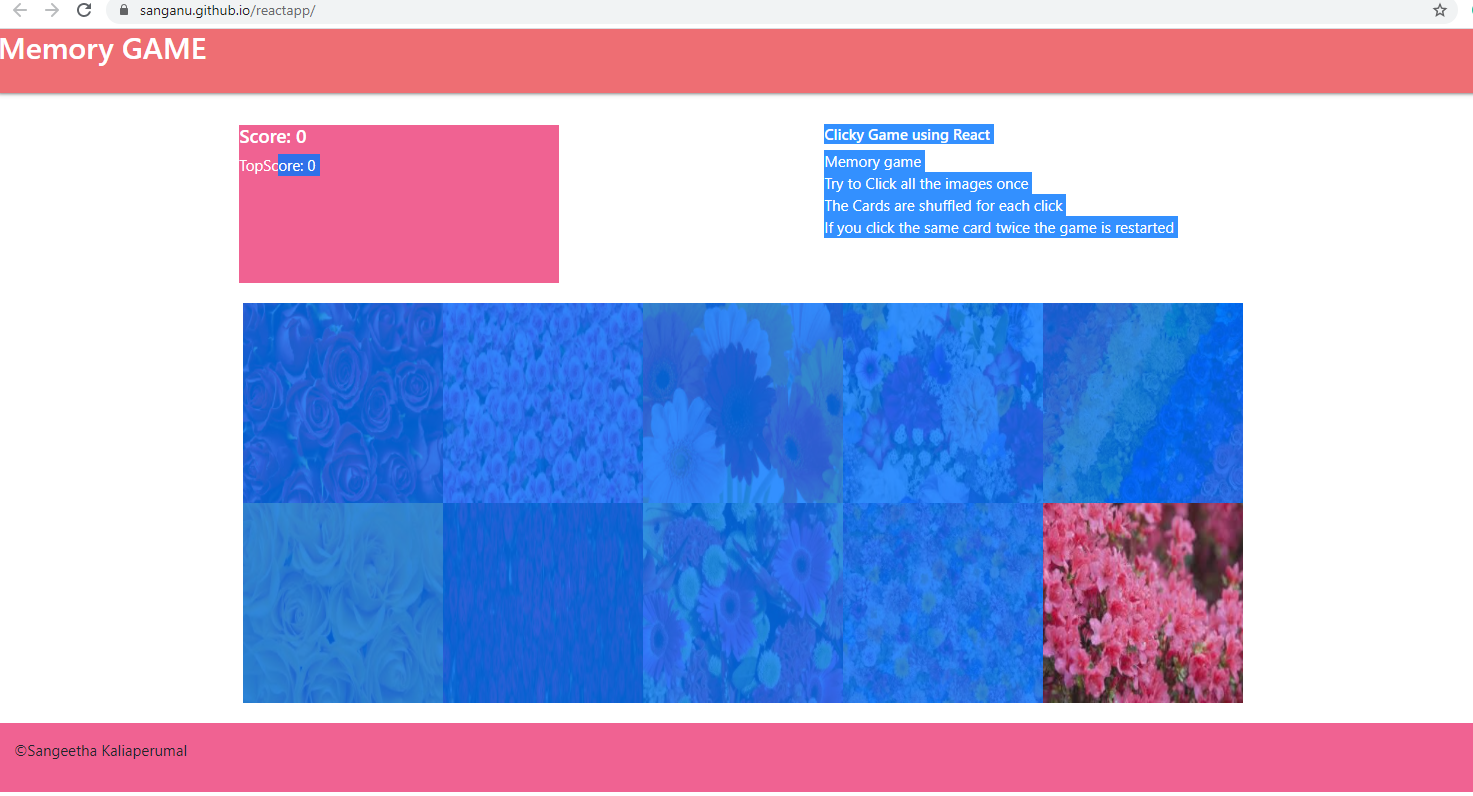 sanganu.github.io/reactapp/
Memory GAME
Score: 0
TopScore: 0
Clicky Game using React
Memory game
Try to Click all the images once
The Cards are shuffled for each click
If you click the same card twice the game is restarted
©Sangeetha Kaliaperumal